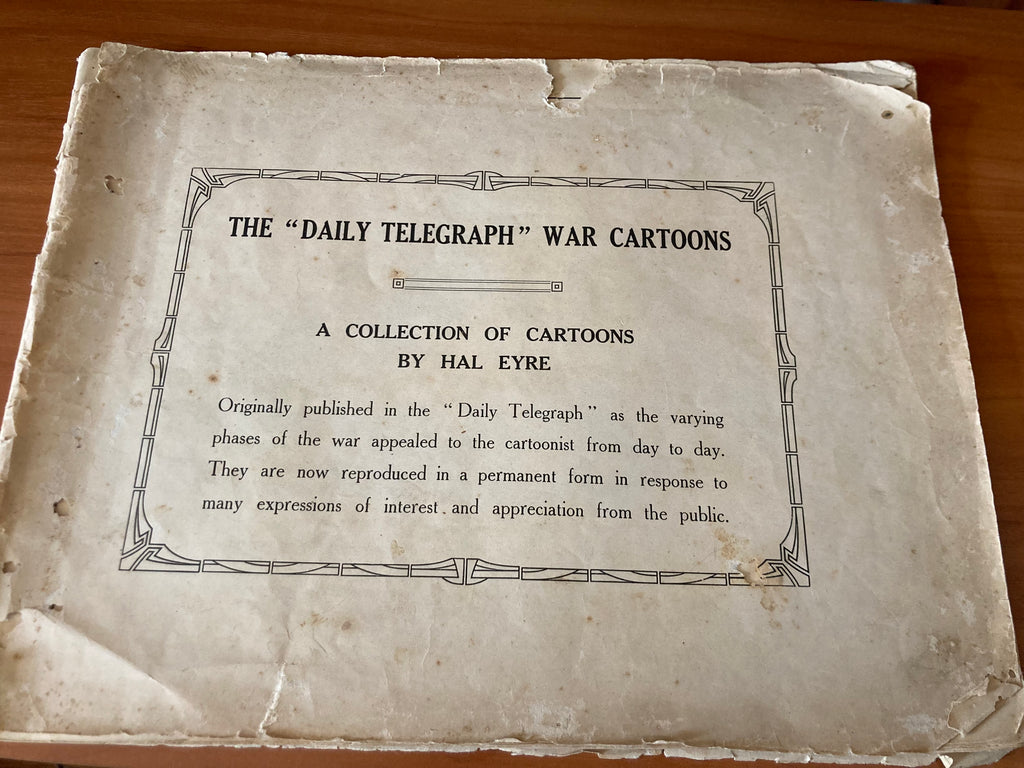 THE “DAILY TELEGRAPH” WAR CARTOONS
A COLLECTION OF CARTOONS
BY HAL EYRE
Originally published in the “Daily Telegraph” as the varying
phases of the war appealed to the cartoonist from day to day.
They are now reproduced in a permanent form in response to
many expressions of interest and appreciation from the public.